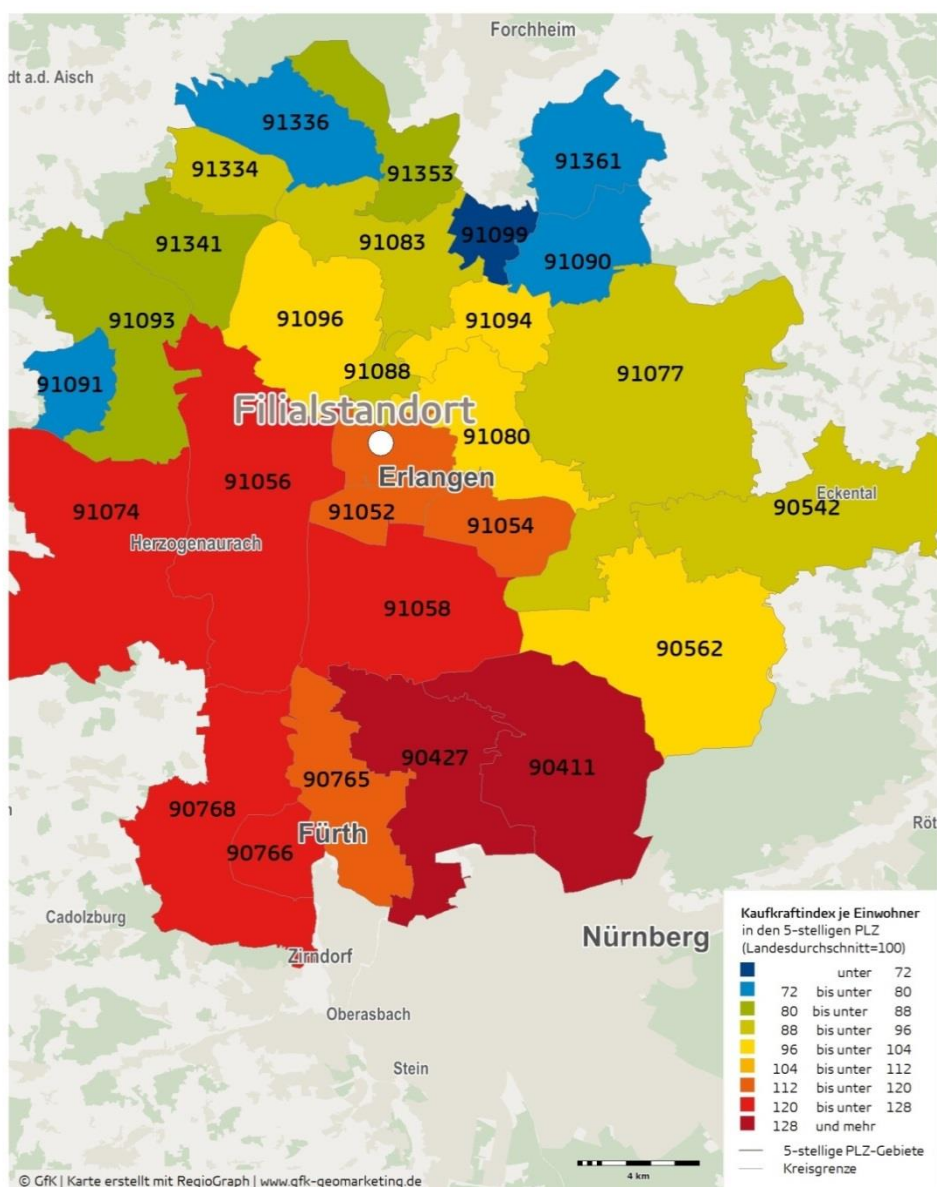 Forchheim
dt a.d. Aisch
91336
91334
91353
91361
91099
91083
91341
91090
91096
91094
91093
91088
91091
91077
Filialstandort
91080
Erlangen
91056
91074
91052
91054
Eckental
90542
Herzogenaurach
91058
90562
90427
90411
90765
90768
Fürth
90766
Röt
Cadolzburg
Nürnberg
Zirndorf
Oberasbach
Stein
Kaufkraftindex je Einwohner
in den 5-stelligen PLZ
(Landesdurchschnitt=100)
unter 72
72 bis unter 80
80 bis unter 88
88 bis unter 96
96 bis unter 104
104 bis unter 112
112 bis unter 120
120 bis unter 128
128 und mehr
5-stellige PLZ-Gebiete
Kreisgrenze
4 km
© GfK | Karte erstellt mit RegioGraph | www.gfk-geomarketing.de